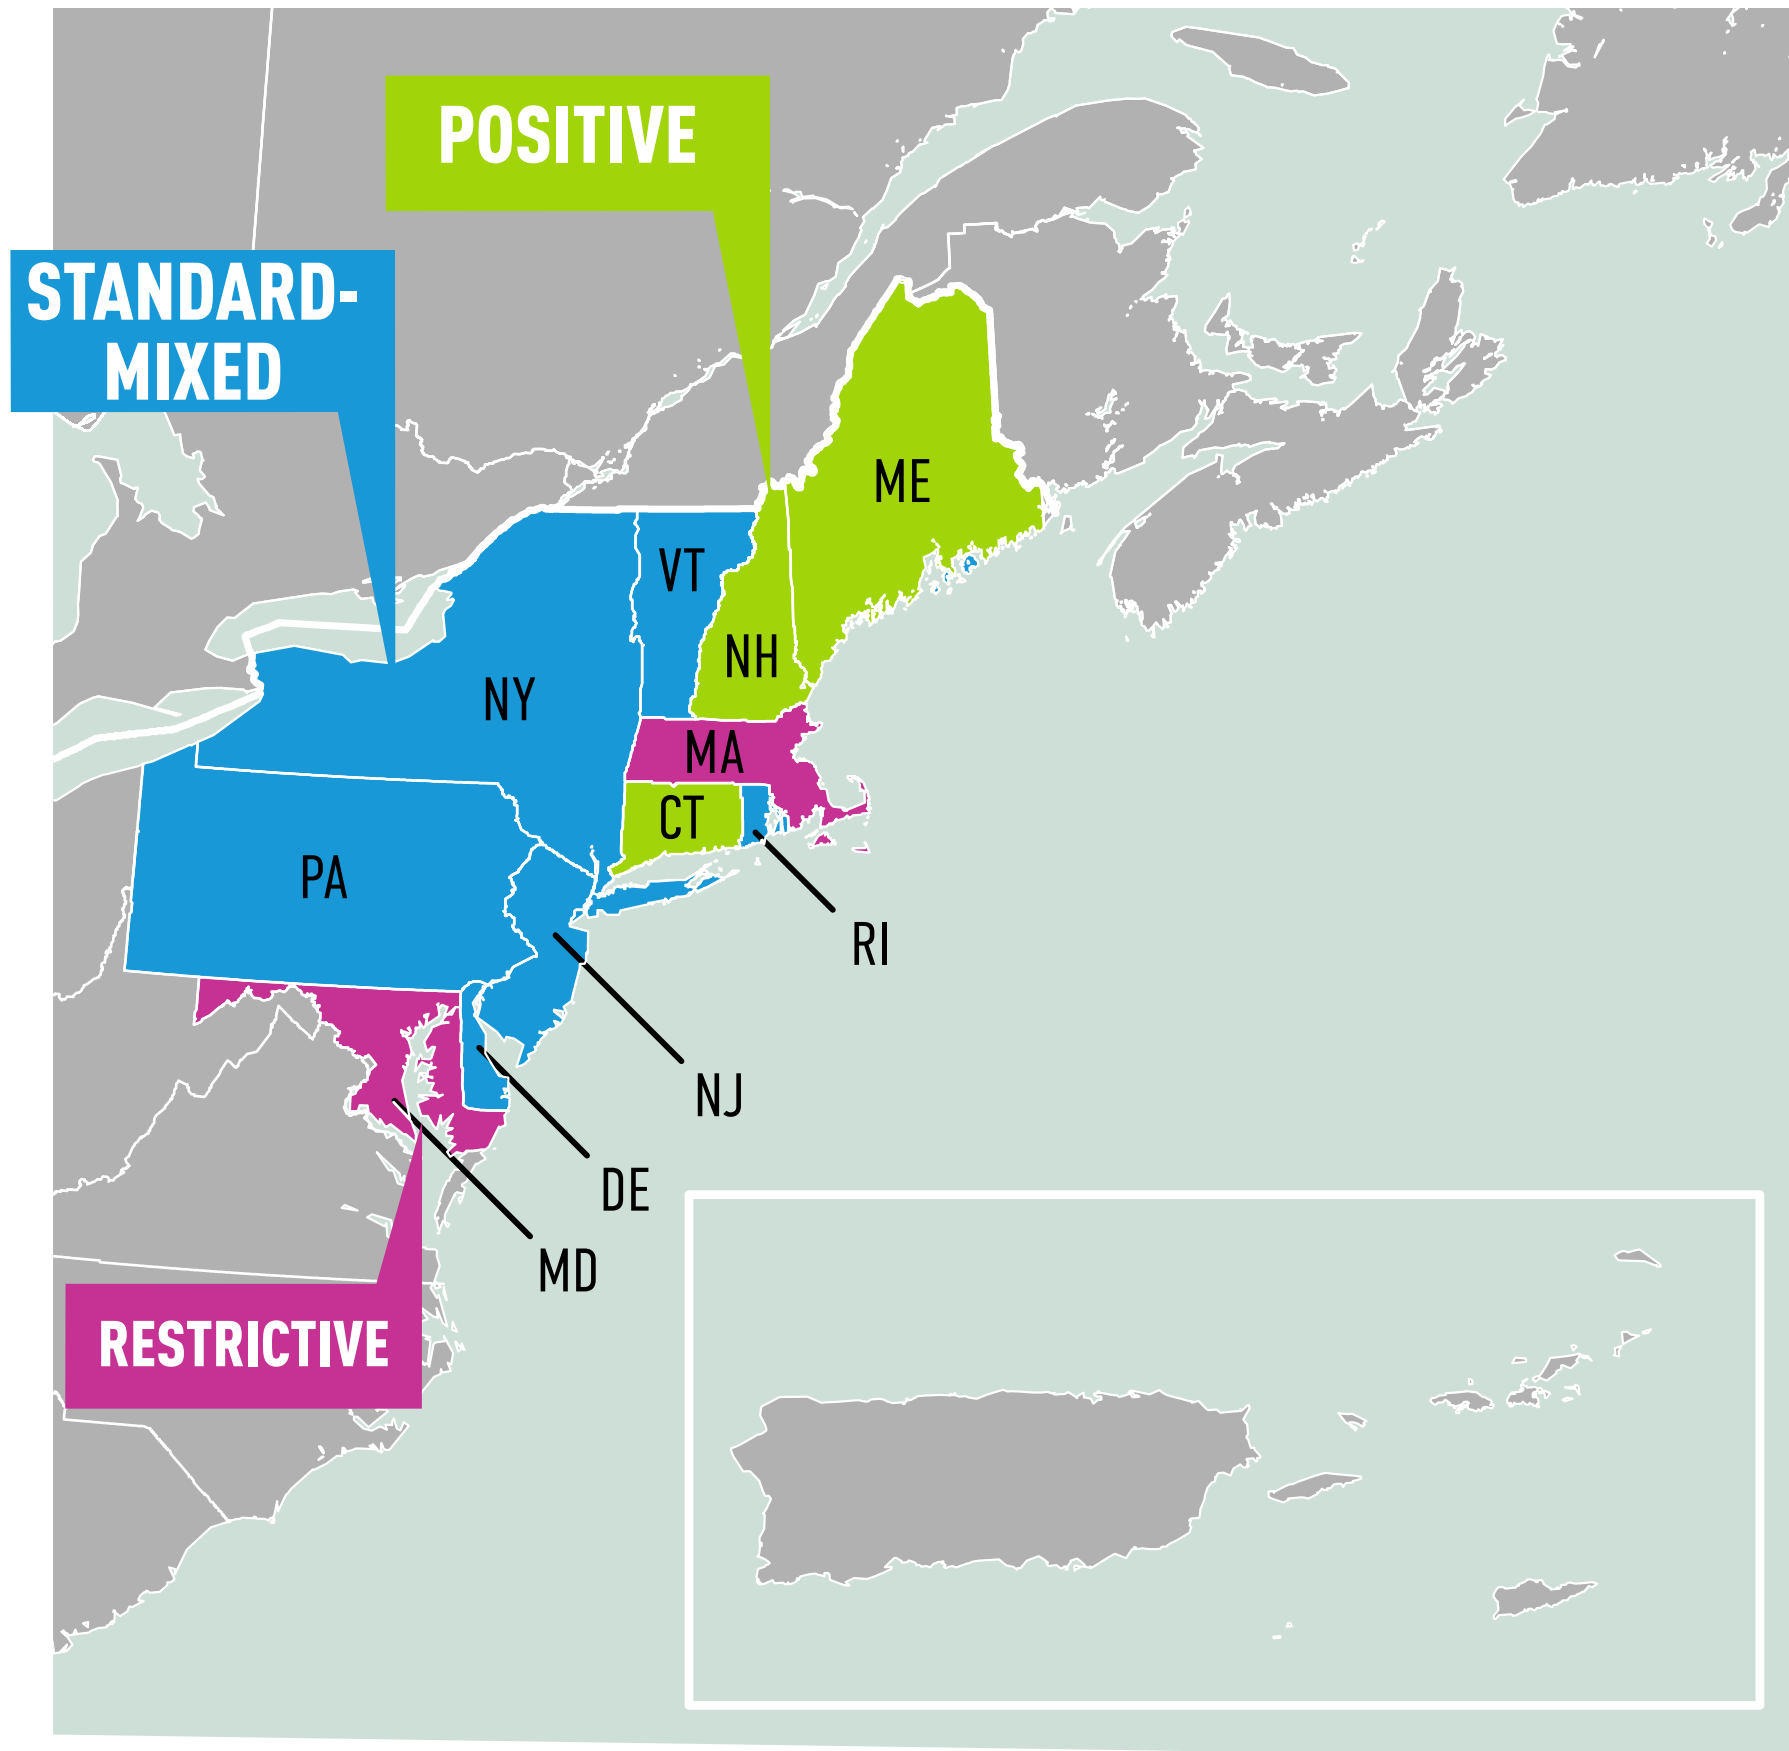 POSITIVE
STANDARD-
MIXED
ME
VT
NH
NY
MA
CT
PA
RI
NJ
DE
MD
RESTRICTIVE